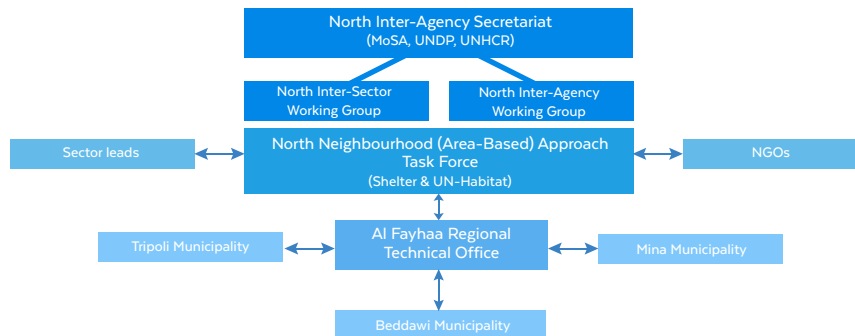 North Inter-Agency Secretariat
(MoSA, UNDP, UNHCR)
North Inter-Sector
Working Group
North Inter-Agency
Working Group
Sector leads
North Neighbourhood (Area-Based) Approach
Task Force
(Shelter & UN-Habitat)
NGOs
Tripoli Municipality
Al Fayhaa Regional
Technical Office
Mina Municipality
Beddawi Municipality